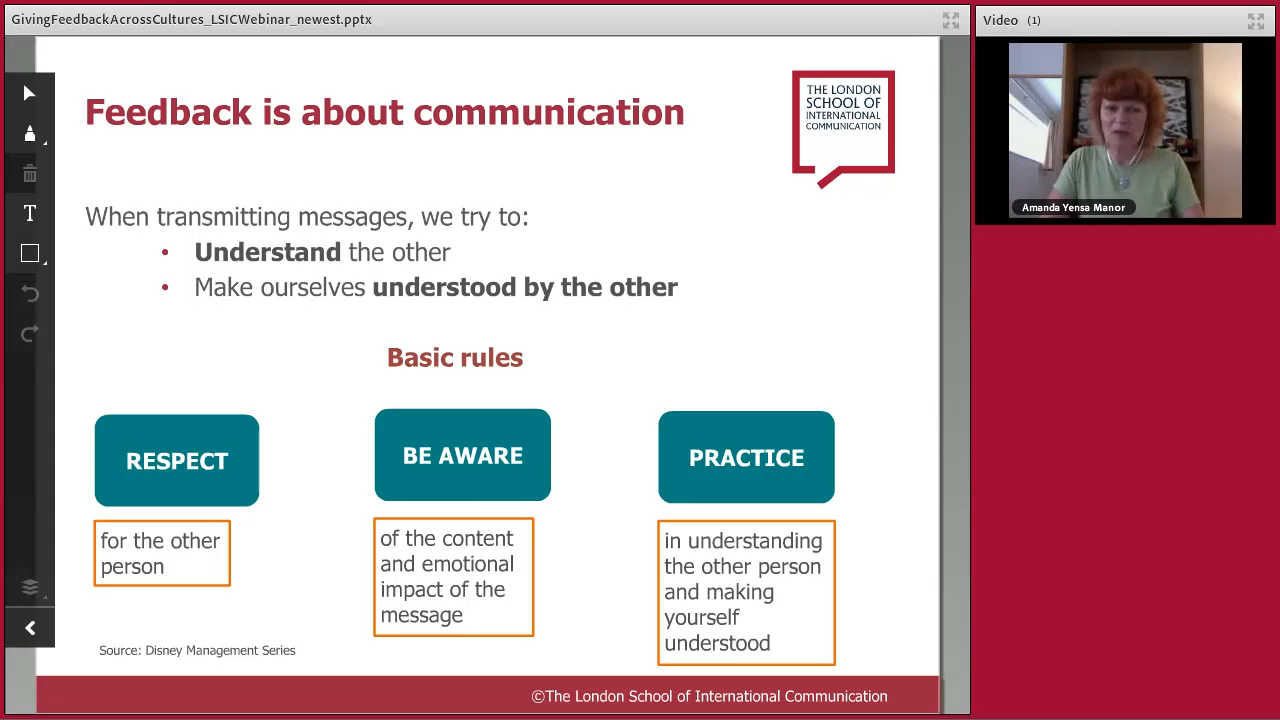 GivingFeedbackAcrossCultures_LSICWebinar_newest.pptx
Video (1)
Feedback is about communication
THE LONDON
SCHOOL OF
INTERNATIONAL
COMMUNICATION
Amanda Yensa Manor
When transmitting messages, we try to:
• Understand the other
• Make ourselves understood by the other
Basic rules
RESPECT
BE AWARE
PRACTICE
for the other
person
of the content
and emotional
impact of the
message
in understanding
the other person
and making
yourself
understood
Source: Disney Management Series
©The London School of International Communication
T